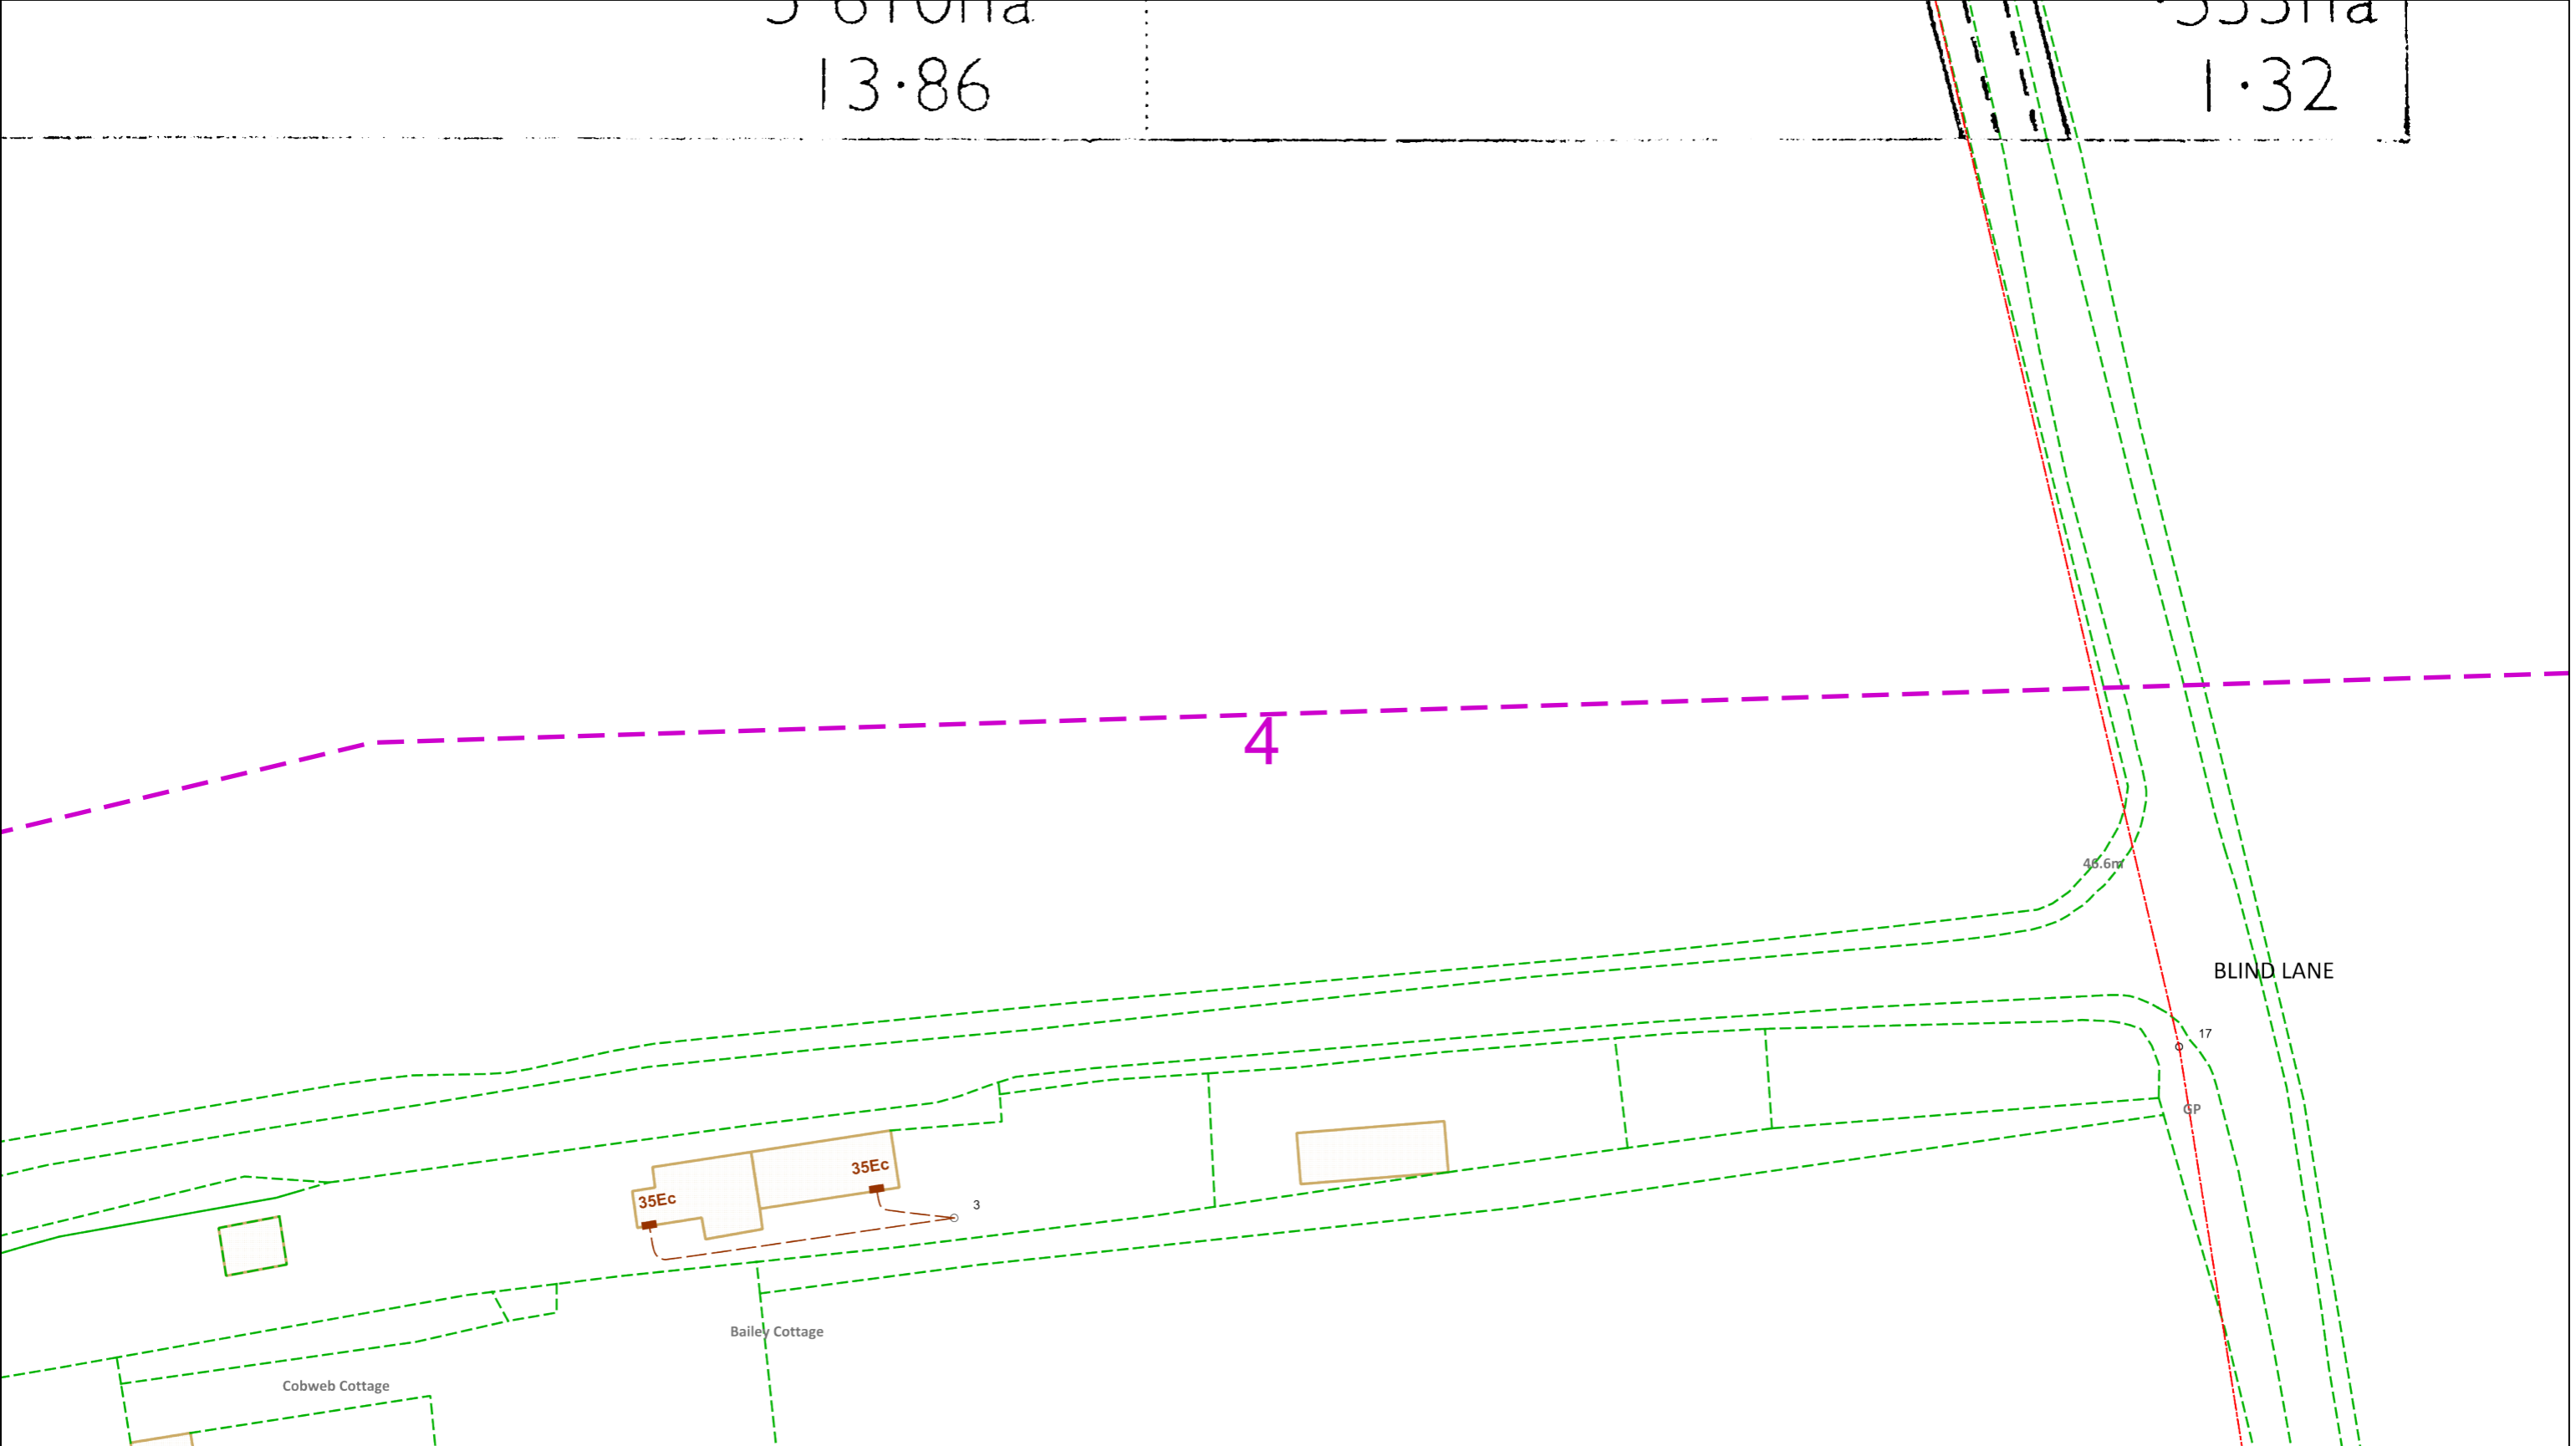 13·86
1·32
4
46.6m
BLIND LANE
17
GP
35Ec
35Ec
3
Bailey Cottage
Cobweb Cottage